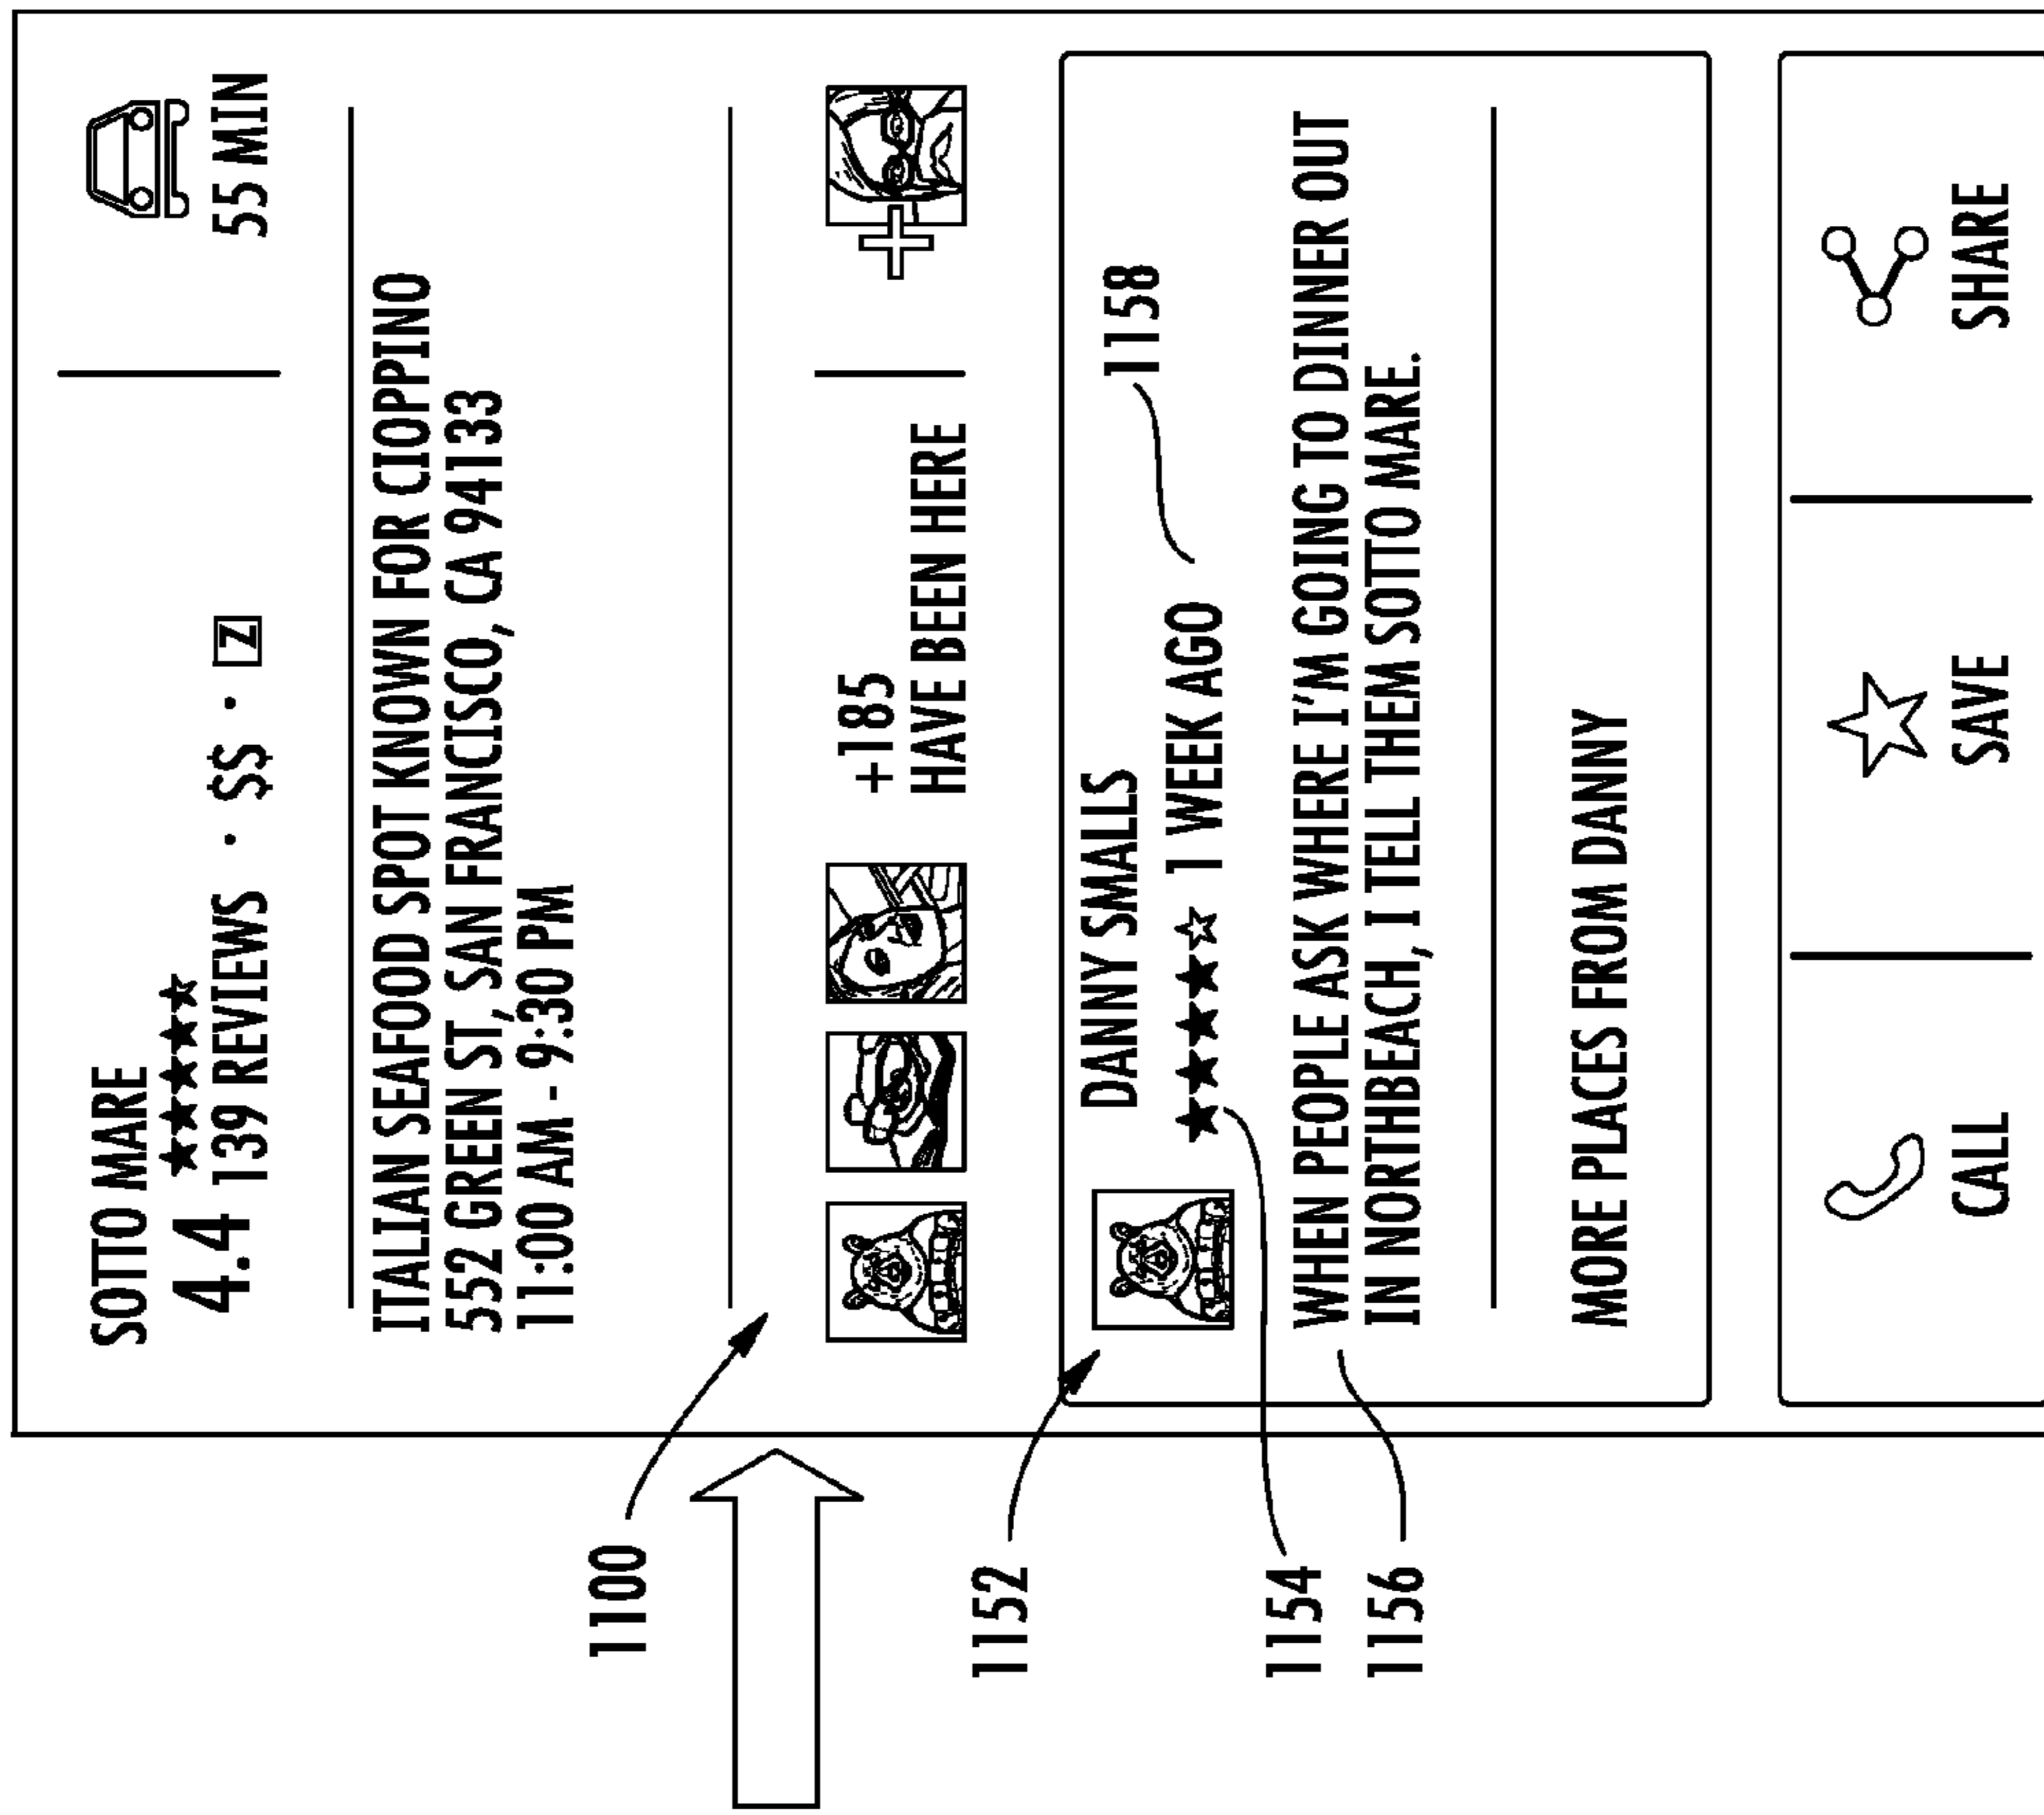 SOTTO MARE
4.4
139 REVIEWS · $$ · Z
55 MIN
ITALIAN SEAFOOD SPOT KNOWN FOR CIOPPINO
552 GREEN ST, SAN FRANCISCO, CA 94133
11:00 AM - 9:30 PM
1100
+185
HAVE BEEN HERE
1152
DANNY SMALLS
1158
1 WEEK AGO
1154
1156
WHEN PEOPLE ASK WHERE I'M GOING TO DINNER OUT
IN NORTHBEACH, I TELL THEM SOTTO MARE.
MORE PLACES FROM DANNY
CALL
SAVE
SHARE